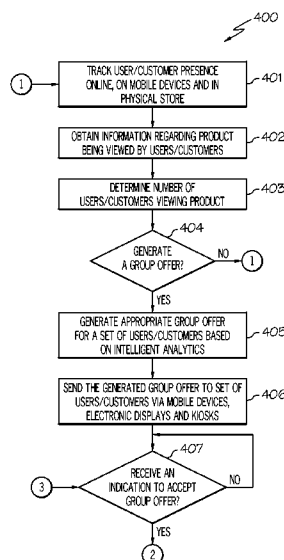 400
1
TRACK USER/CUSTOMER PRESENCE
ONLINE, ON MOBILE DEVICES AND IN
PHYSICAL STORE
401
OBTAIN INFORMATION REGARDING PRODUCT
BEING VIEWED BY USERS/CUSTOMERS
402
DETERMINE NUMBER OF
USERS/CUSTOMERS VIEWING PRODUCT
403
404
GENERATE
A GROUP OFFER?
NO
1
YES
GENERATE APPROPRIATE GROUP OFFER
FOR A SET OF USERS/CUSTOMERS BASED
ON INTELLIGENT ANALYTICS
405
SEND THE GENERATED GROUP OFFER TO SET OF
USERS/CUSTOMERS VIA MOBILE DEVICES,
ELECTRONIC DISPLAYS AND KIOSKS
406
407
3
RECEIVE AN
INDICATION TO ACCEPT
GROUP OFFER?
NO
YES
2